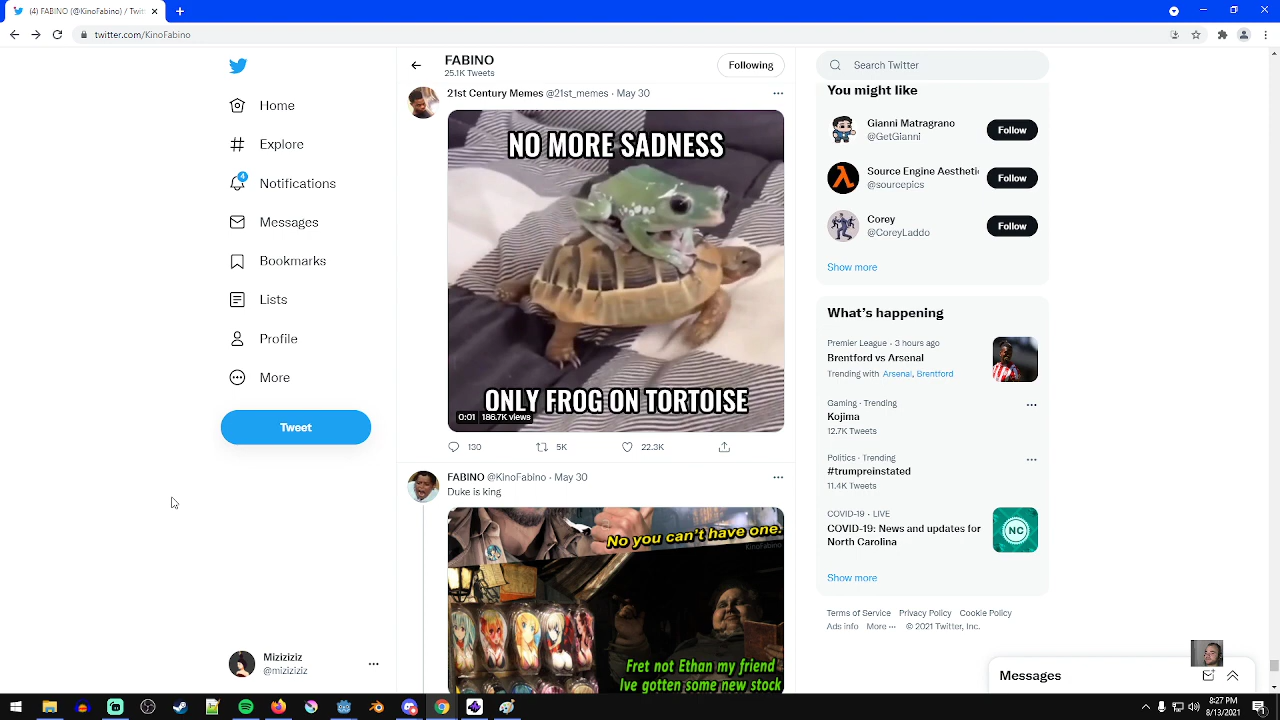 (4) FABINO (@KinoFabino) / Twitt
twitter.com/KinoFabino
FABINO
25.1K Tweets
Following
Search Twitter
Home
Explore
4
Notifications
Messages
Bookmarks
Lists
Profile
More
Tweet
Miziziziz
@miziziziz
21st Century Memes @21st_memes · May 30
NO MORE SADNESS
ONLY FROG ON TORTOISE
0:01 186.7K views
130
5K
22.3K
FABINO @KinoFabino · May 30
Duke is king
No you can't have one.
KinoFabino
Fret not Ethan my friend
Ive gotten some new stock
You might like
Gianni Matragrano
@GetGianni
Follow
Source Engine Aestheti
@sourcepics
Follow
Corey
@CoreyLaddo
Follow
Show more
What's happening
Premier League · 3 hours ago
Brentford vs Arsenal
Trending with Arsenal, Brentford
Gaming · Trending
Kojima
12.7K Tweets
Politics · Trending
#trumpreinstated
11.4K Tweets
COVID-19 · LIVE
COVID-19: News and updates for
North Carolina
NC
Show more
Terms of Service Privacy Policy Cookie Policy
Ads info More ··· © 2021 Twitter, Inc.
Messages
8:27 PM
8/13/2021